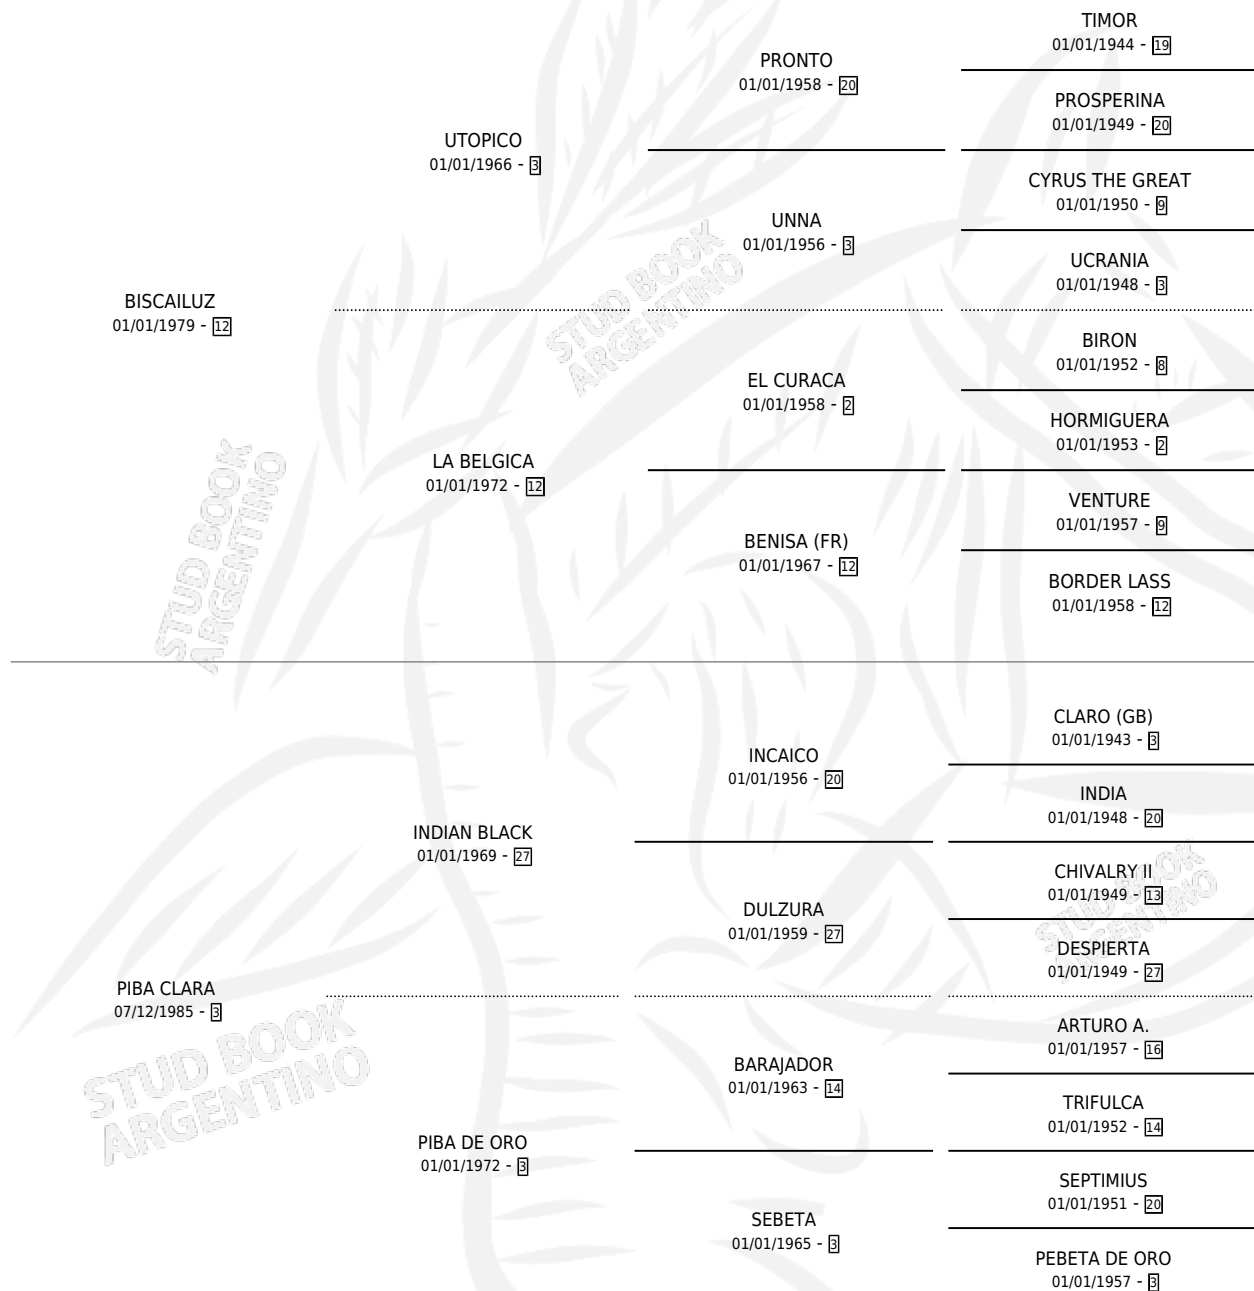 TIMOR
01/01/1944 - 19
PRONTO
01/01/1958 - 20
PROSPERINA
01/01/1949 - 20
UTOPICO
01/01/1966 - 3
CYRUS THE GREAT
01/01/1950 - 9
UNNA
01/01/1956 - 3
UCRANIA
01/01/1948 - 3
BISCAILUZ
01/01/1979 - 12
BIRON
01/01/1952 - 8
EL CURACA
01/01/1958 - 2
HORMIGUERA
01/01/1953 - 2
LA BELGICA
01/01/1972 - 12
VENTURE
01/01/1957 - 9
BENISA (FR)
01/01/1967 - 12
BORDER LASS
01/01/1958 - 12
STUD BOOK
ARGENTINO
STUD BOOK
ARGENTINO
CLARO (GB)
01/01/1943 - 3
INCAICO
01/01/1956 - 20
INDIA
01/01/1948 - 20
INDIAN BLACK
01/01/1969 - 27
CHIVALRY II
01/01/1949 - 13
DULZURA
01/01/1959 - 27
DESPIERTA
01/01/1949 - 27
STUD BOOK
ARGENTINO
PIBA CLARA
07/12/1985 - 3
ARTURO A.
01/01/1957 - 16
BARAJADOR
01/01/1963 - 14
TRIFULCA
01/01/1952 - 14
PIBA DE ORO
01/01/1972 - 3
SEPTIMIUS
01/01/1951 - 20
SEBETA
01/01/1965 - 3
PEBETA DE ORO
01/01/1957 - 3
STUD BOOK
ARGENTINO